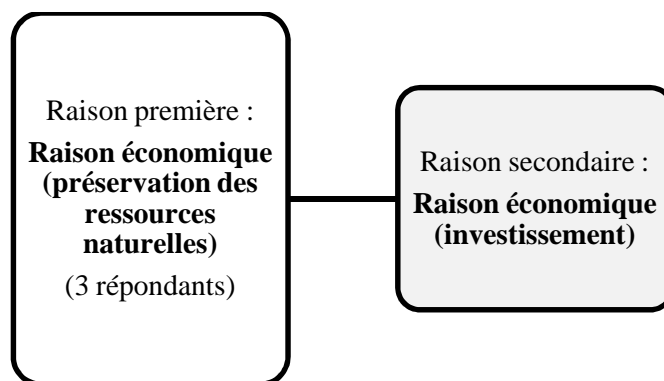 Raison première :
Raison économique
(préservation des
ressources
naturelles)
(3 répondants)
Raison secondaire :
Raison économique
(investissement)